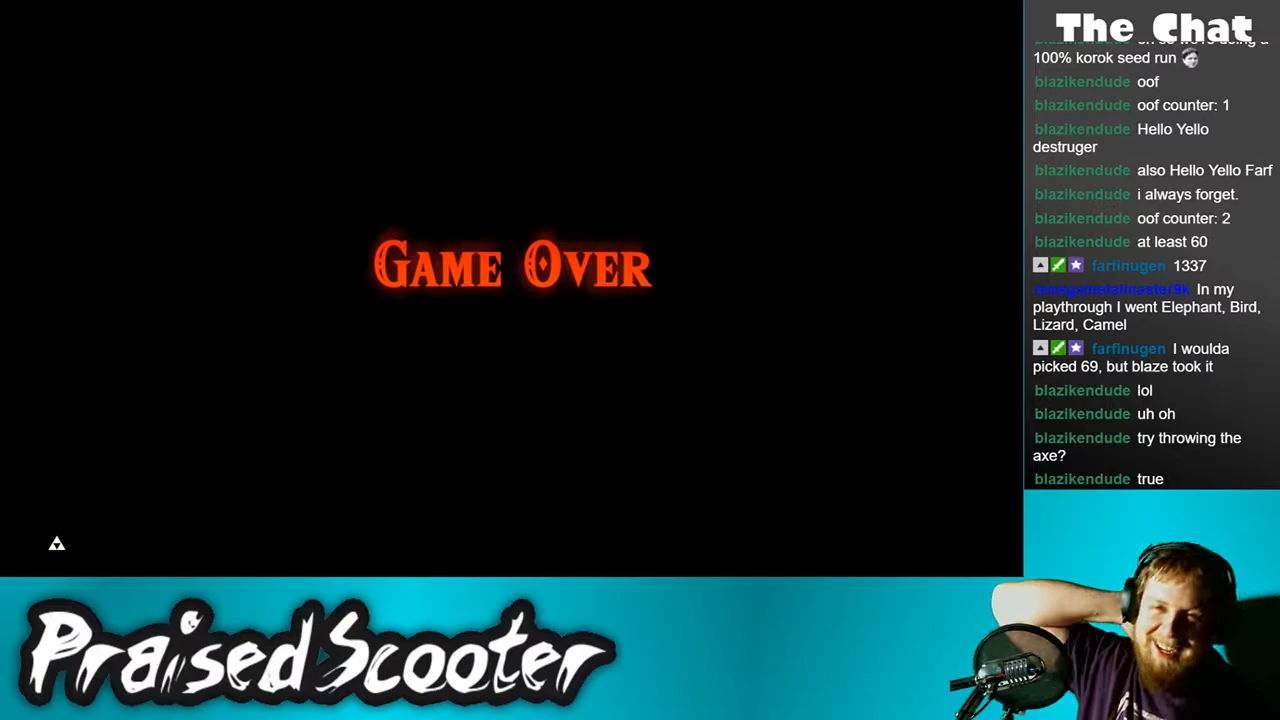 The Chat
100% korok seed run
blazikendude oof
blazikendude oof counter: 1
blazikendude Hello Yello
destruger
blazikendude also Hello Yello Farf
blazikendude i always forget.
blazikendude oof counter: 2
blazikendude at least 60
farfinugen 1337
omegametalmaster9k In my
playthrough I went Elephant, Bird,
Lizard, Camel
farfinugen I woulda
picked 69, but blaze took it
blazikendude lol
blazikendude uh oh
blazikendude try throwing the
axe?
blazikendude true
Game Over
PraisedScooter